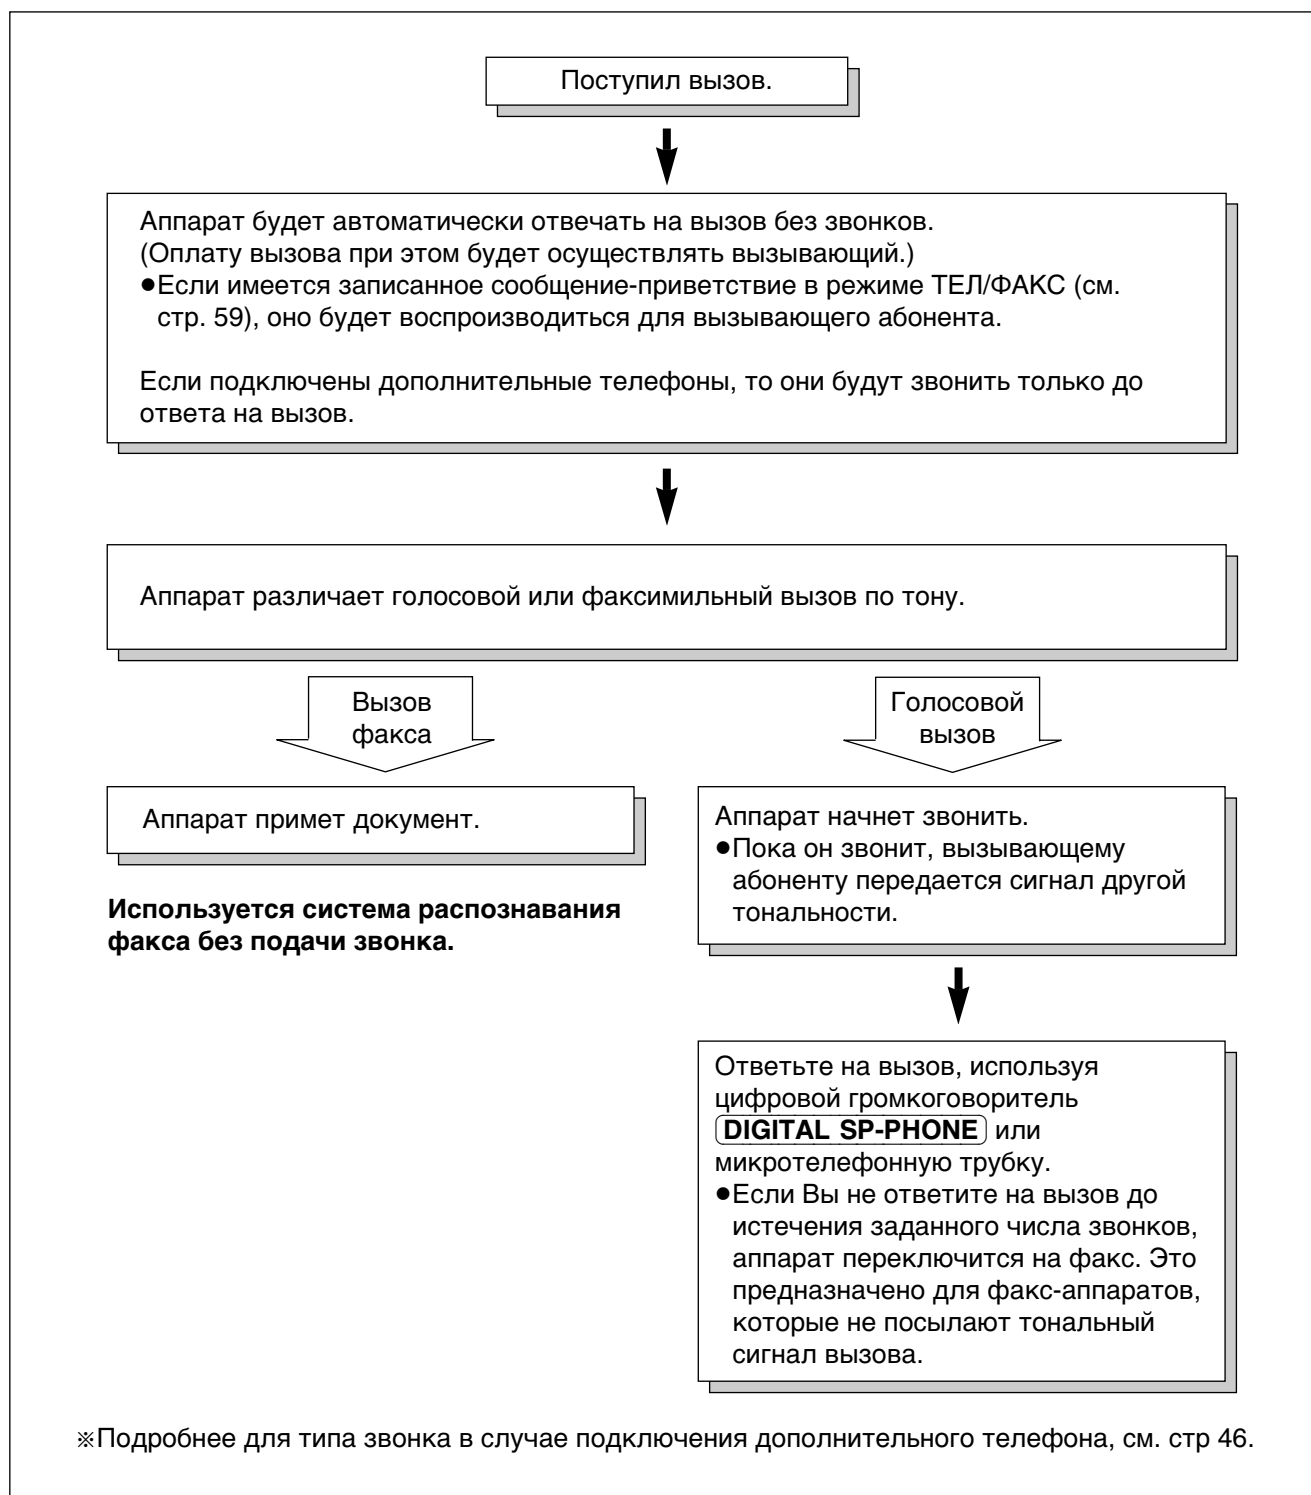 Поступил вызов.
Аппарат будет автоматически отвечать на вызов без звонков.
(Оплату вызова при этом будет осуществлять вызывающий.)
●Если имеется записанное сообщение-приветствие в режиме ТЕЛ/ФАКС (см.
стр. 59), оно будет воспроизводиться для вызывающего абонента.
Если подключены дополнительные телефоны, то они будут звонить только до
ответа на вызов.
Аппарат различает голосовой или факсимильный вызов по тону.
Вызов
факса
Аппарат примет документ.
Используется система распознавания
факса без подачи звонка.
Голосовой
вызов
Аппарат начнет звонить.
●Пока он звонит, вызывающему
абоненту передается сигнал другой
тональности.
Ответьте на вызов, используя
цифровой громкоговоритель
DIGITAL SP-PHONE или
микротелефонную трубку.
●Если Вы не ответите на вызов до
истечения заданного числа звонков,
аппарат переключится на факс. Это
предназначено для факс-аппаратов,
которые не посылают тональный
сигнал вызова.
※Подробнее для типа звонка в случае подключения дополнительного телефона, см. стр 46.